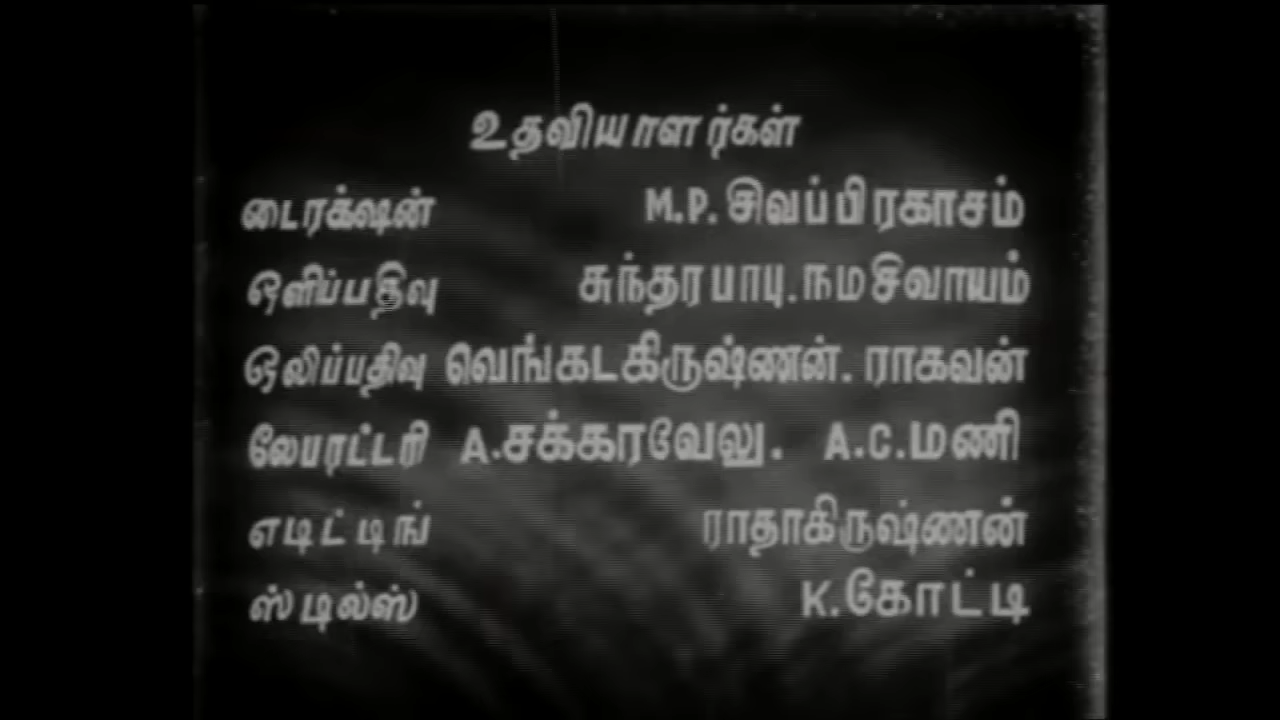 உதவியாளர்கள்
டைரக்ஷன் M.P. சிவப்பிரகாசம்
ஒளிப்பதிவு சுந்தரபாபு. நமசிவாயம்
ஒலிப்பதிவு வெங்கடகிருஷ்ணன். ராகவன்
லேபரட்டரி A.சக்கரவேலு. A.C.மணி
எடிட்டிங் ராதாகிருஷ்ணன்
ஸ்டில்ஸ் K.கோட்டி